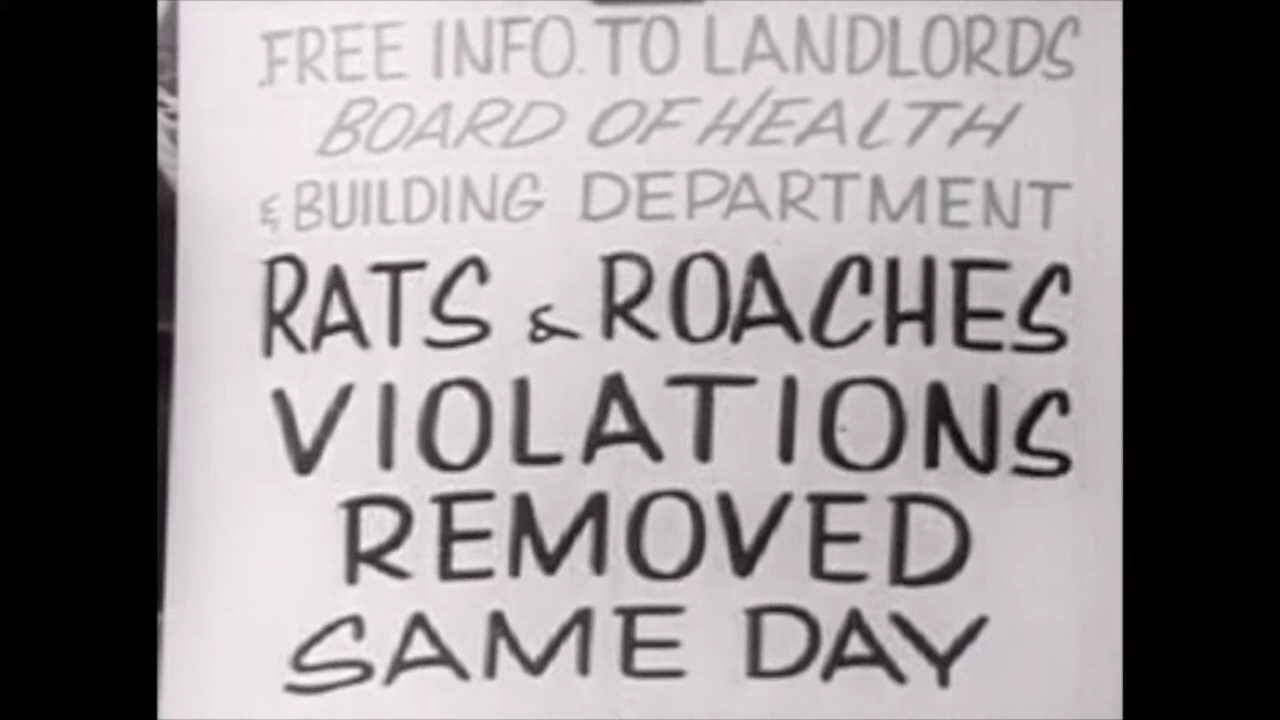 FREE INFO. TO LANDLORDS
BOARD OF HEALTH
& BUILDING DEPARTMENT
RATS & ROACHES
VIOLATIONS
REMOVED
SAME DAY